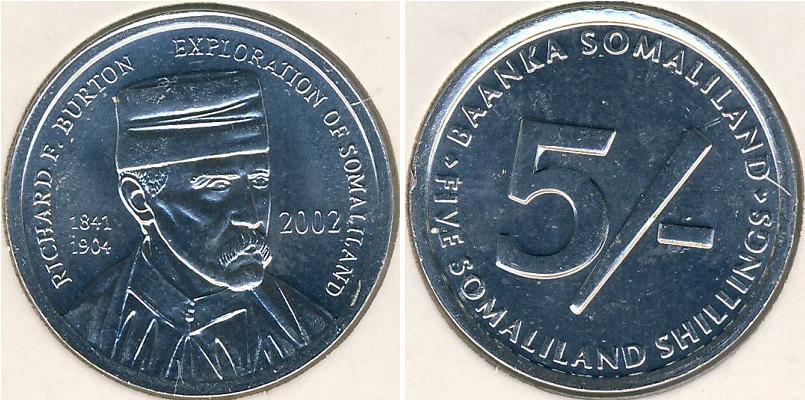 RICHARD F. BURTON EXPLORATION OF SOMALILAND
1841
1904
2002
BAANKA SOMALILAND
5/-
FIVE SOMALILAND SHILLINGS